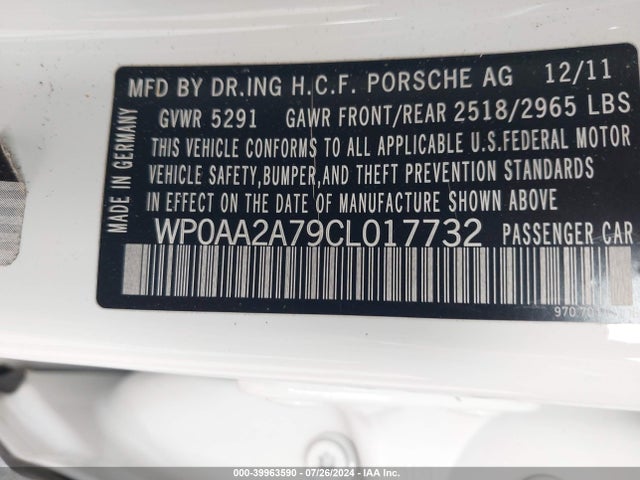 MFD BY DR.ING H.C.F. PORSCHE AG 12/11
GVWR 5291 GAWR FRONT/REAR 2518/2965 LBS
THIS VEHICLE CONFORMS TO ALL APPLICABLE U.S.FEDERAL MOTOR
VEHICLE SAFETY,BUMPER,AND THEFT PREVENTION STANDARDS
IN EFFECT ON THE DATE OF MANUFACTURE SHOWN ABOVE
WP0AA2A79CL017732 PASSENGER CAR
MADE IN GERMANY
000-39963590 | 07/26/2024 | IAA Inc.